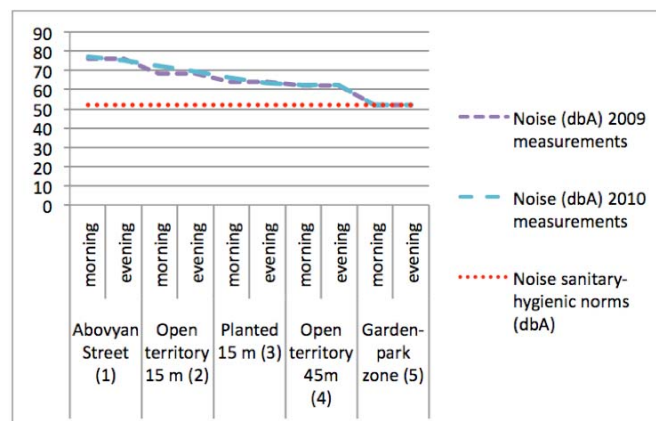 90
80
70
60
50
40
30
20
10
0
morning
evening
morning
evening
morning
evening
morning
evening
morning
evening
Abovyan
Street
(1)
Open
territory
15 m (2)
Planted
15 m (3)
Open
territory
45m
(4)
Garden-
park
zone (5)
Noise (dbA) 2009
measurements
Noise (dbA) 2010
measurements
Noise sanitary-
hygienic norms
(dbA)